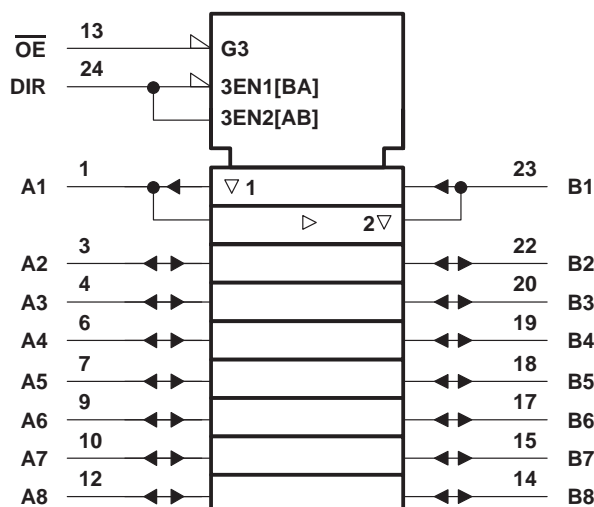 13
O̅E̅ G3
24
DIR 3EN1[BA]
3EN2[AB]
1 23
A1 ▽ 1 B1
▷ 2▽
3 22
A2 B2
4 20
A3 B3
6 19
A4 B4
7 18
A5 B5
9 17
A6 B6
10 15
A7 B7
12 14
A8 B8